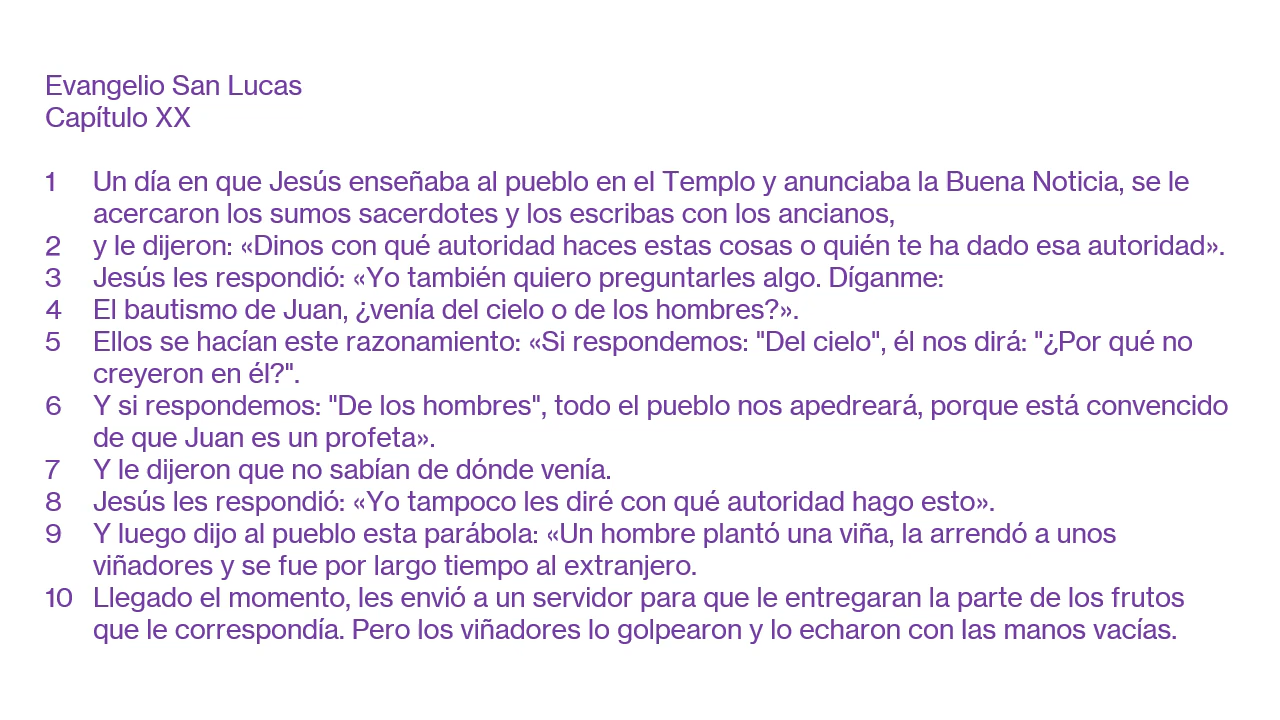 Evangelio San Lucas
Capítulo XX
1 Un día en que Jesús enseñaba al pueblo en el Templo y anunciaba la Buena Noticia, se le
acercaron los sumos sacerdotes y los escribas con los ancianos,
2 y le dijeron: «Dinos con qué autoridad haces estas cosas o quién te ha dado esa autoridad».
3 Jesús les respondió: «Yo también quiero preguntarles algo. Díganme:
4 El bautismo de Juan, ¿venía del cielo o de los hombres?».
5 Ellos se hacían este razonamiento: «Si respondemos: "Del cielo", él nos dirá: "¿Por qué no
creyeron en él?".
6 Y si respondemos: "De los hombres", todo el pueblo nos apedreará, porque está convencido
de que Juan es un profeta».
7 Y le dijeron que no sabían de dónde venía.
8 Jesús les respondió: «Yo tampoco les diré con qué autoridad hago esto».
9 Y luego dijo al pueblo esta parábola: «Un hombre plantó una viña, la arrendó a unos
viñadores y se fue por largo tiempo al extranjero.
10 Llegado el momento, les envió a un servidor para que le entregaran la parte de los frutos
que le correspondía. Pero los viñadores lo golpearon y lo echaron con las manos vacías.